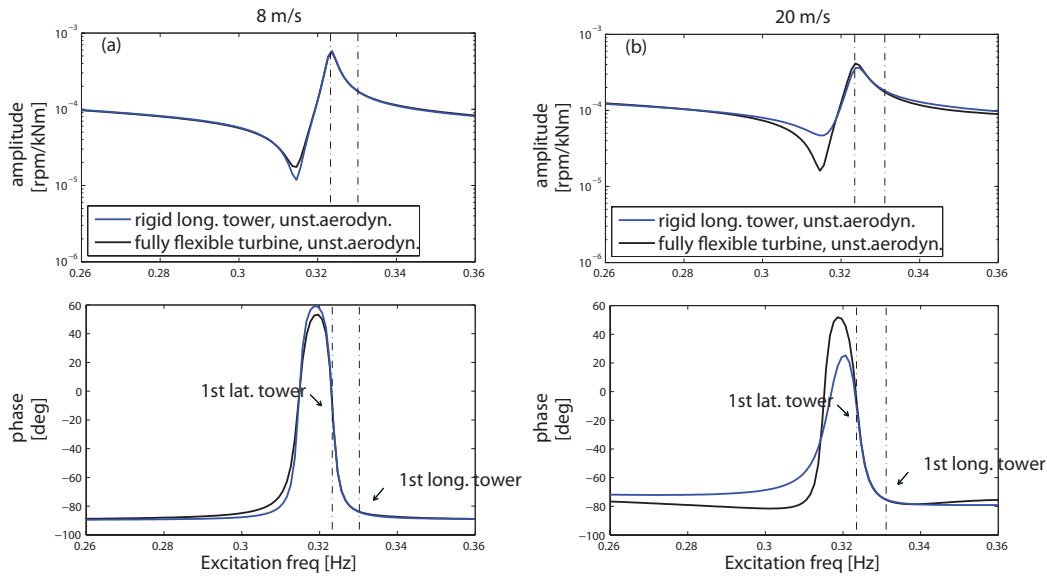 8 m/s
(a)
10⁻³
10⁻⁴
10⁻⁵
10⁻⁶
amplitude
[rpm/kNm]
rigid long. tower, unst.aerodyn.
fully flexible turbine, unst.aerodyn.
0.26 0.28 0.3 0.32 0.34 0.36
20 m/s
(b)
10⁻³
10⁻⁴
10⁻⁵
10⁻⁶
amplitude
[rpm/kNm]
rigid long. tower, unst.aerodyn.
fully flexible turbine, unst.aerodyn.
0.26 0.28 0.3 0.32 0.34 0.36
60
40
20
0
−20
−40
−60
−80
−100
phase
[deg]
1st lat. tower
1st long. tower
0.26 0.28 0.3 0.32 0.34 0.36
Excitation freq [Hz]
60
40
20
0
−20
−40
−60
−80
−100
phase
[deg]
1st lat. tower
1st long. tower
0.26 0.28 0.3 0.32 0.34 0.36
Excitation freq [Hz]